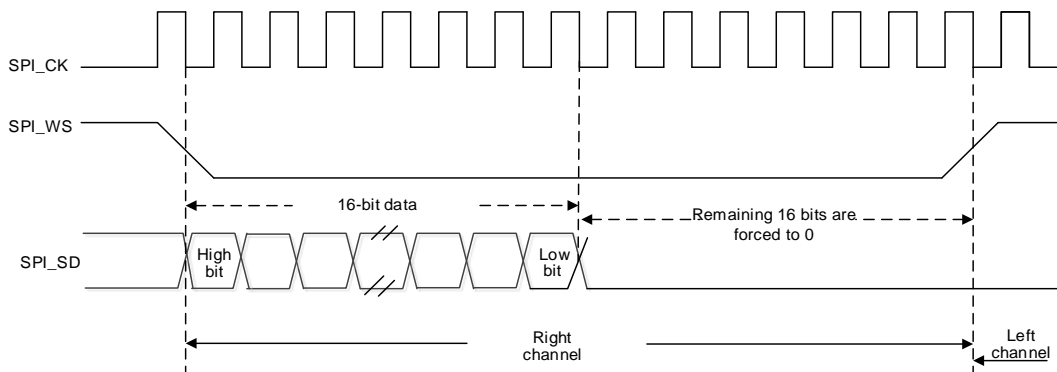 SPI_CK
SPI_WS
16-bit data
Remaining 16 bits are
forced to 0
SPI_SD
High
bit
Low
bit
Right
channel
Left
channel